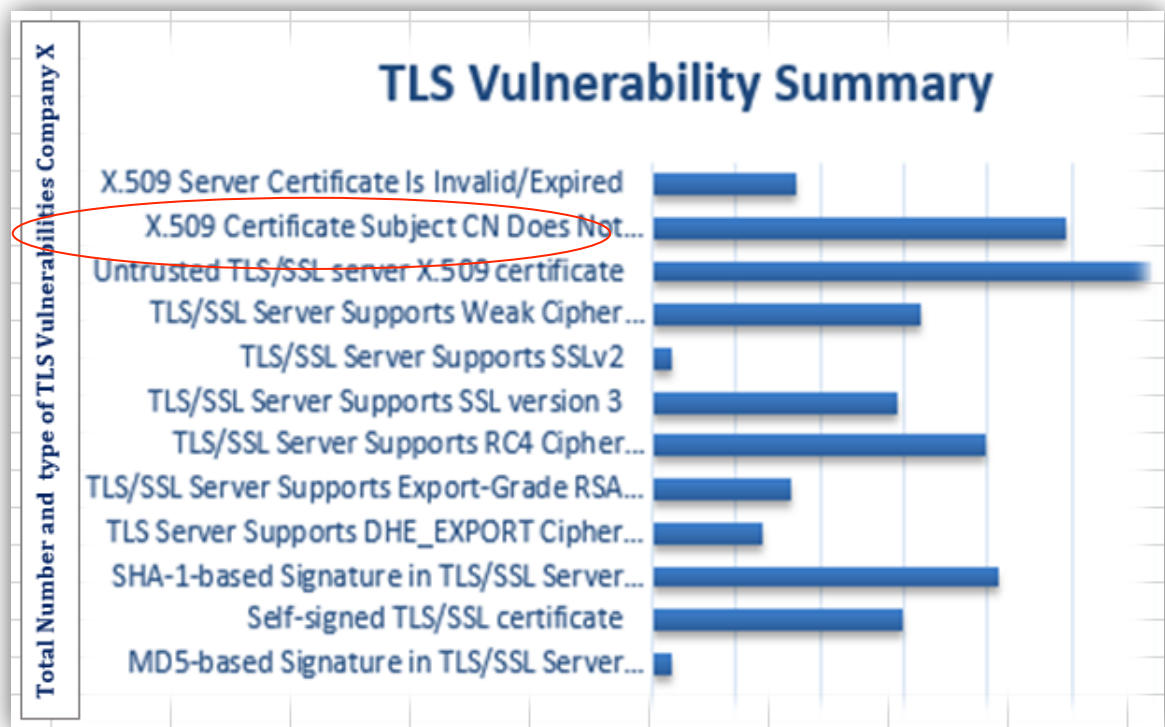 Total Number and type of TLS Vulnerabilities Company X
TLS Vulnerability Summary
X.509 Server Certificate Is Invalid/Expired
X.509 Certificate Subject CN Does Not...
Untrusted TLS/SSL server X.509 certificate
TLS/SSL Server Supports Weak Cipher...
TLS/SSL Server Supports SSLv2
TLS/SSL Server Supports SSL version 3
TLS/SSL Server Supports RC4 Cipher...
TLS/SSL Server Supports Export-Grade RSA...
TLS Server Supports DHE_EXPORT Cipher...
SHA-1-based Signature in TLS/SSL Server...
Self-signed TLS/SSL certificate
MD5-based Signature in TLS/SSL Server...